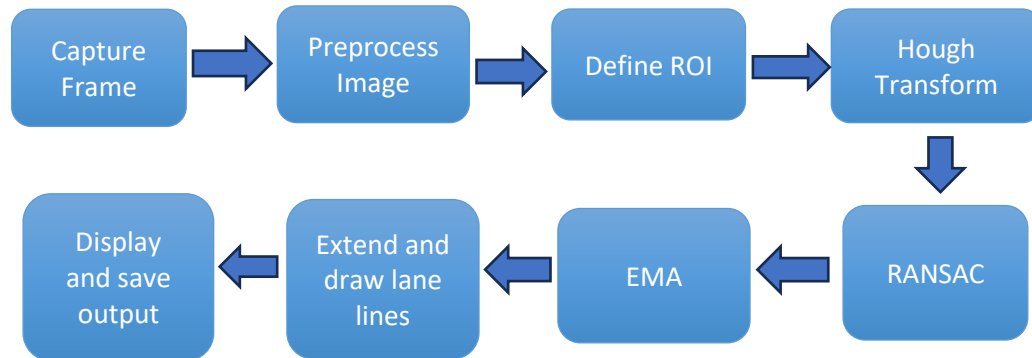 Capture
Frame
Preprocess
Image
Define ROI
Hough
Transform
RANSAC
EMA
Extend and
draw lane
lines
Display
and save
output